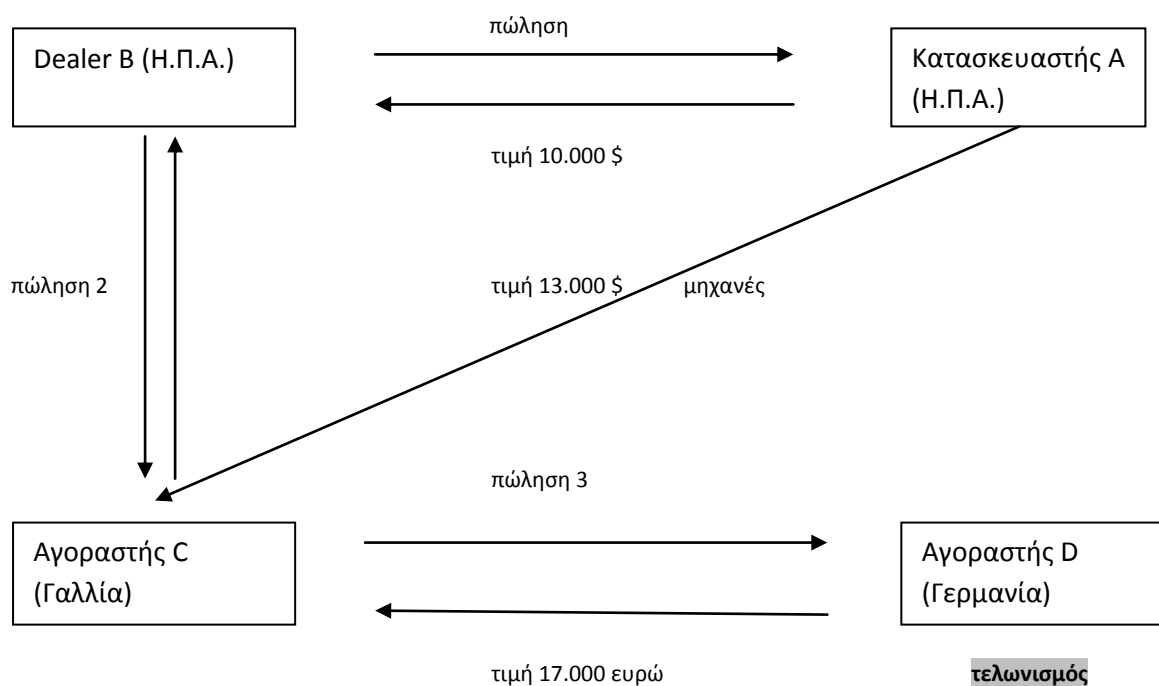 πώληση
Dealer B (Η.Π.Α.)
Κατασκευαστής Α
(Η.Π.Α.)
τιμή 10.000 $
πώληση 2
τιμή 13.000 $
μηχανές
πώληση 3
Αγοραστής C
(Γαλλία)
Αγοραστής D
(Γερμανία)
τιμή 17.000 ευρώ
τελωνισμός